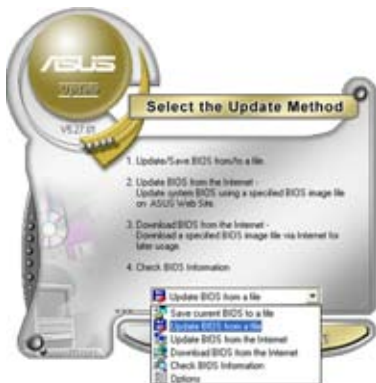 ASUS
Update
V5.27.01
Select the Update Method
1. Update/Save BIOS from/to a file.
2. Update BIOS from the Internet -
Update system BIOS using a specified BIOS image file
on ASUS Web Site.
3. Download BIOS from the Internet -
Download a specified BIOS image file via Internet for
later usage.
4. Check BIOS Information
Update BIOS from a file
Save current BIOS to a file
Update BIOS from a file
Update BIOS from the Internet
Download BIOS from the Internet
Check BIOS Information
Options